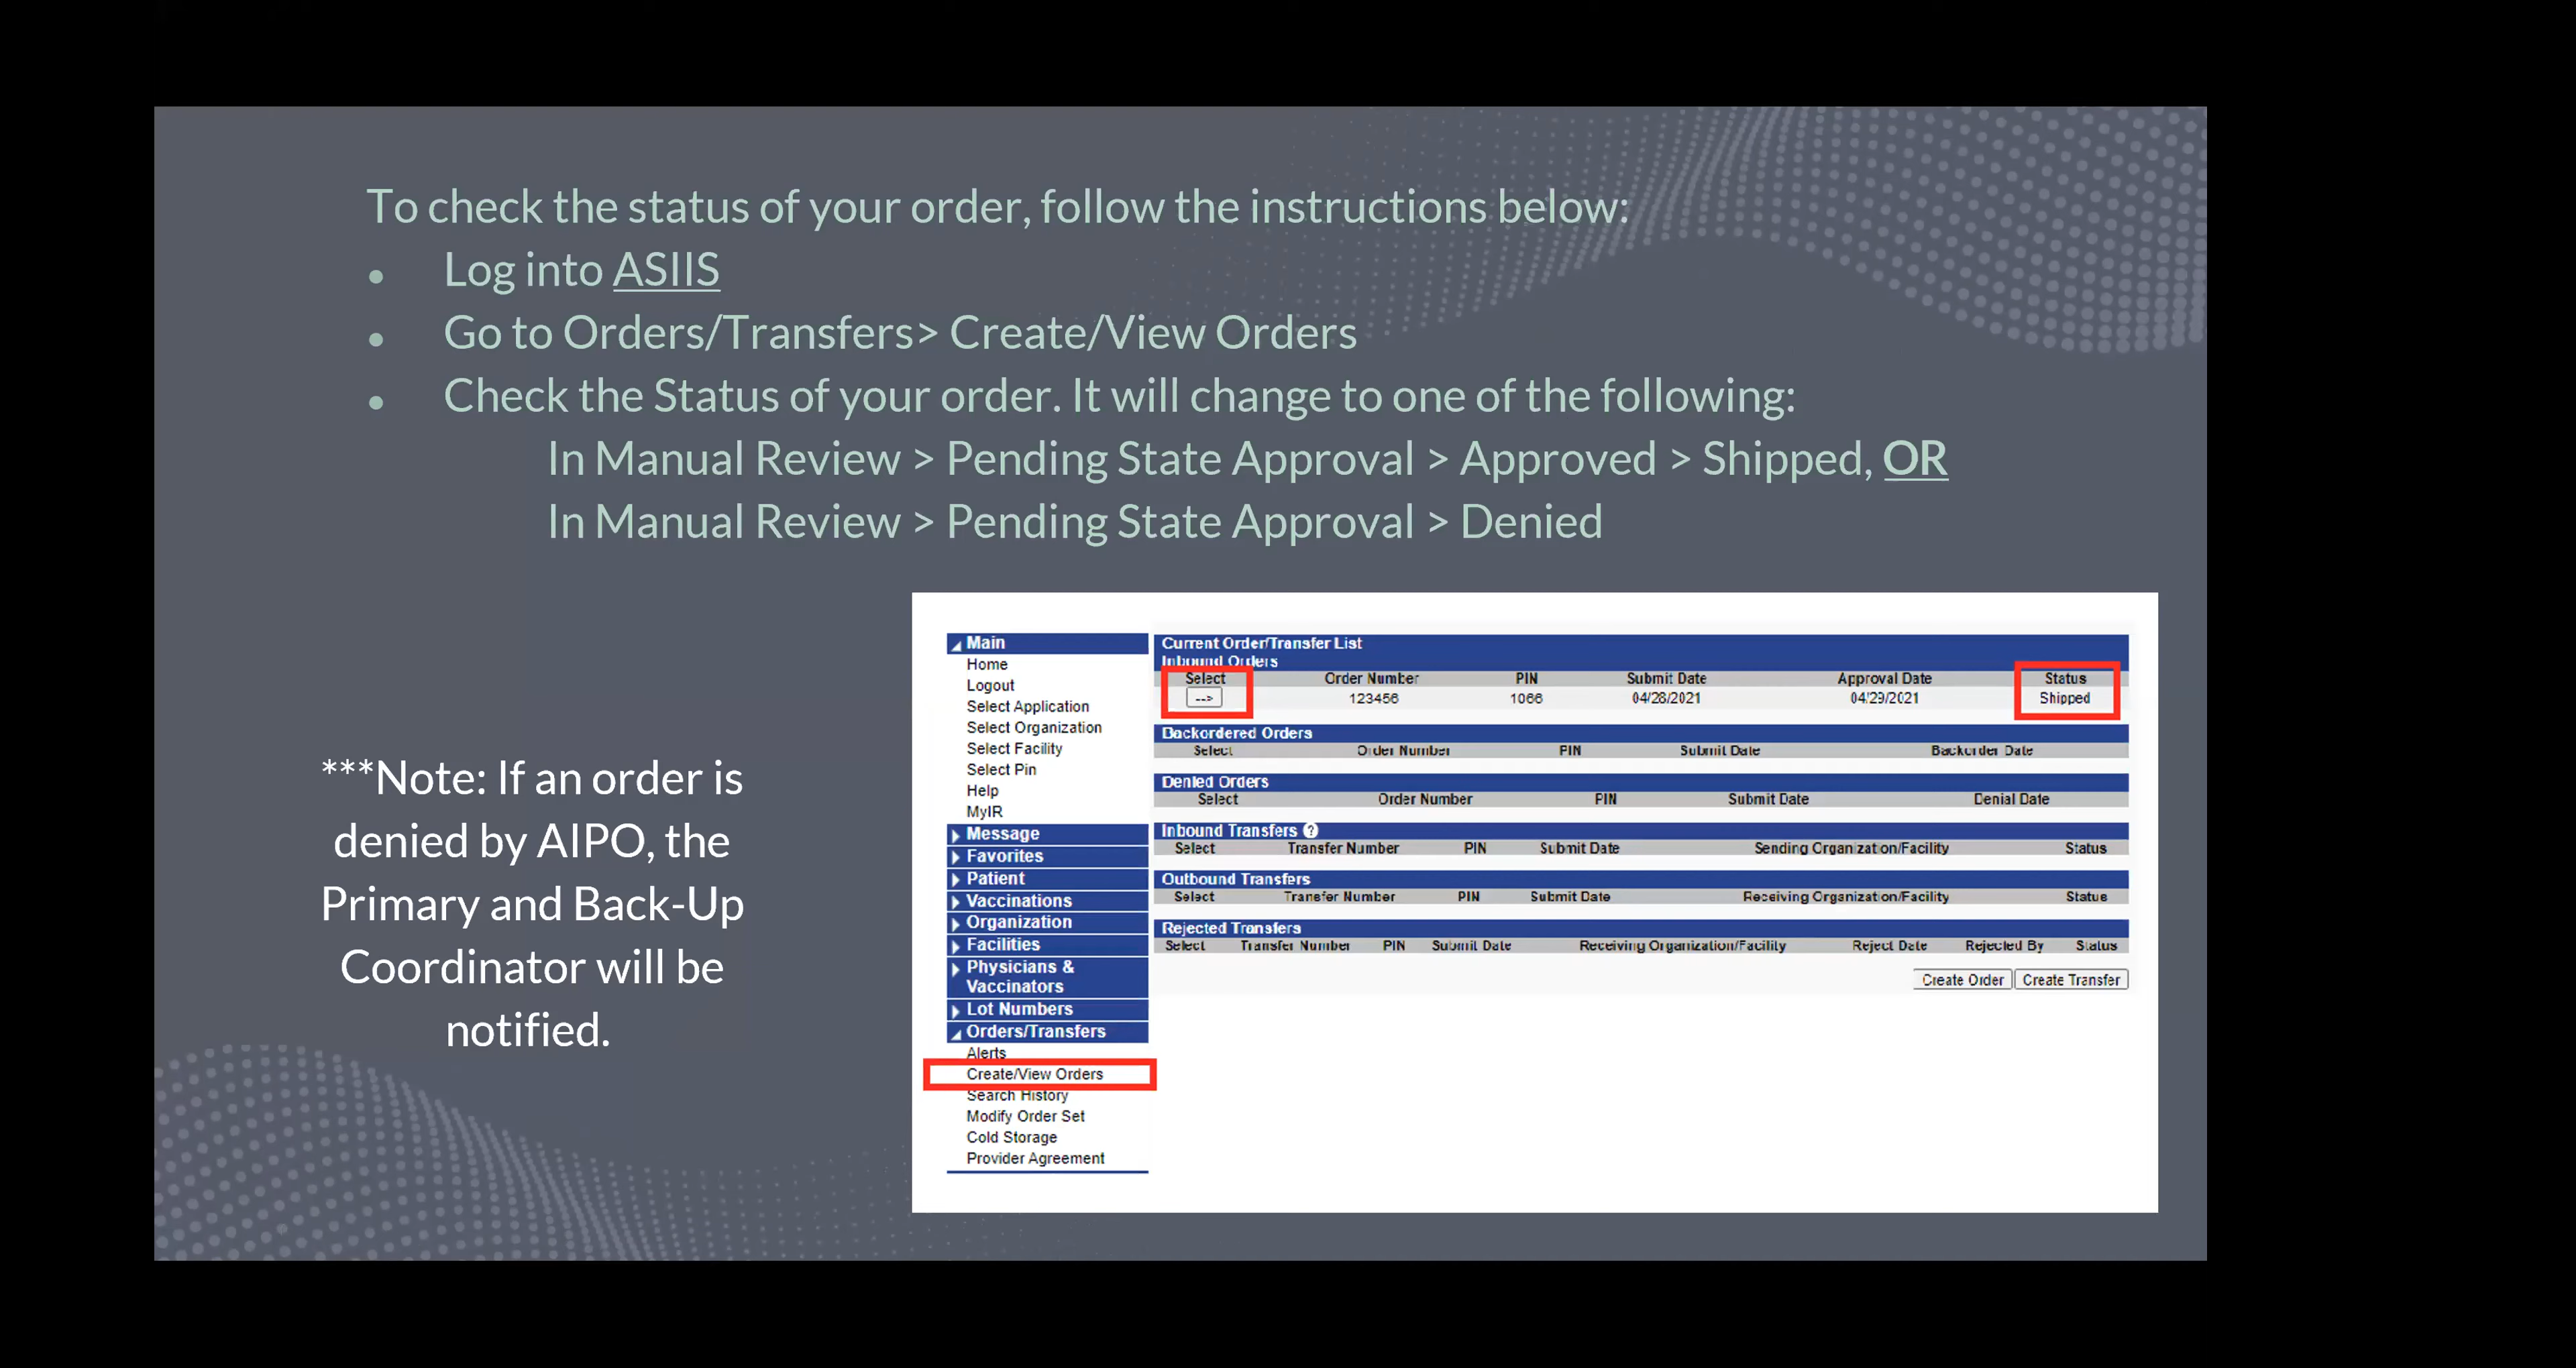 To check the status of your order, follow the instructions below:
● Log into ASIIS
● Go to Orders/Transfers> Create/View Orders
● Check the Status of your order. It will change to one of the following:
In Manual Review > Pending State Approval > Approved > Shipped, OR
In Manual Review > Pending State Approval > Denied
***Note: If an order is
denied by AIPO, the
Primary and Back-Up
Coordinator will be
notified.
Main
Home
Logout
Select Application
Select Organization
Select Facility
Select Pin
Help
MyIR
Message
Favorites
Patient
Vaccinations
Organization
Facilities
Physicians &
Vaccinators
Lot Numbers
Orders/Transfers
Alerts
Create/View Orders
Search History
Modify Order Set
Cold Storage
Provider Agreement
Current Order/Transfer List
Inbound Orders
Select Order Number PIN Submit Date Approval Date Status
--> 123456 1066 04/28/2021 04/29/2021 Shipped
Backordered Orders
Select Order Number PIN Submit Date Backorder Date
Denied Orders
Select Order Number PIN Submit Date Denial Date
Inbound Transfers ?
Select Transfer Number PIN Submit Date Sending Organization/Facility Status
Outbound Transfers
Select Transfer Number PIN Submit Date Receiving Organization/Facility Status
Rejected Transfers
Select Transfer Number PIN Submit Date Receiving Organization/Facility Reject Date Rejected By Status
Create Order Create Transfer